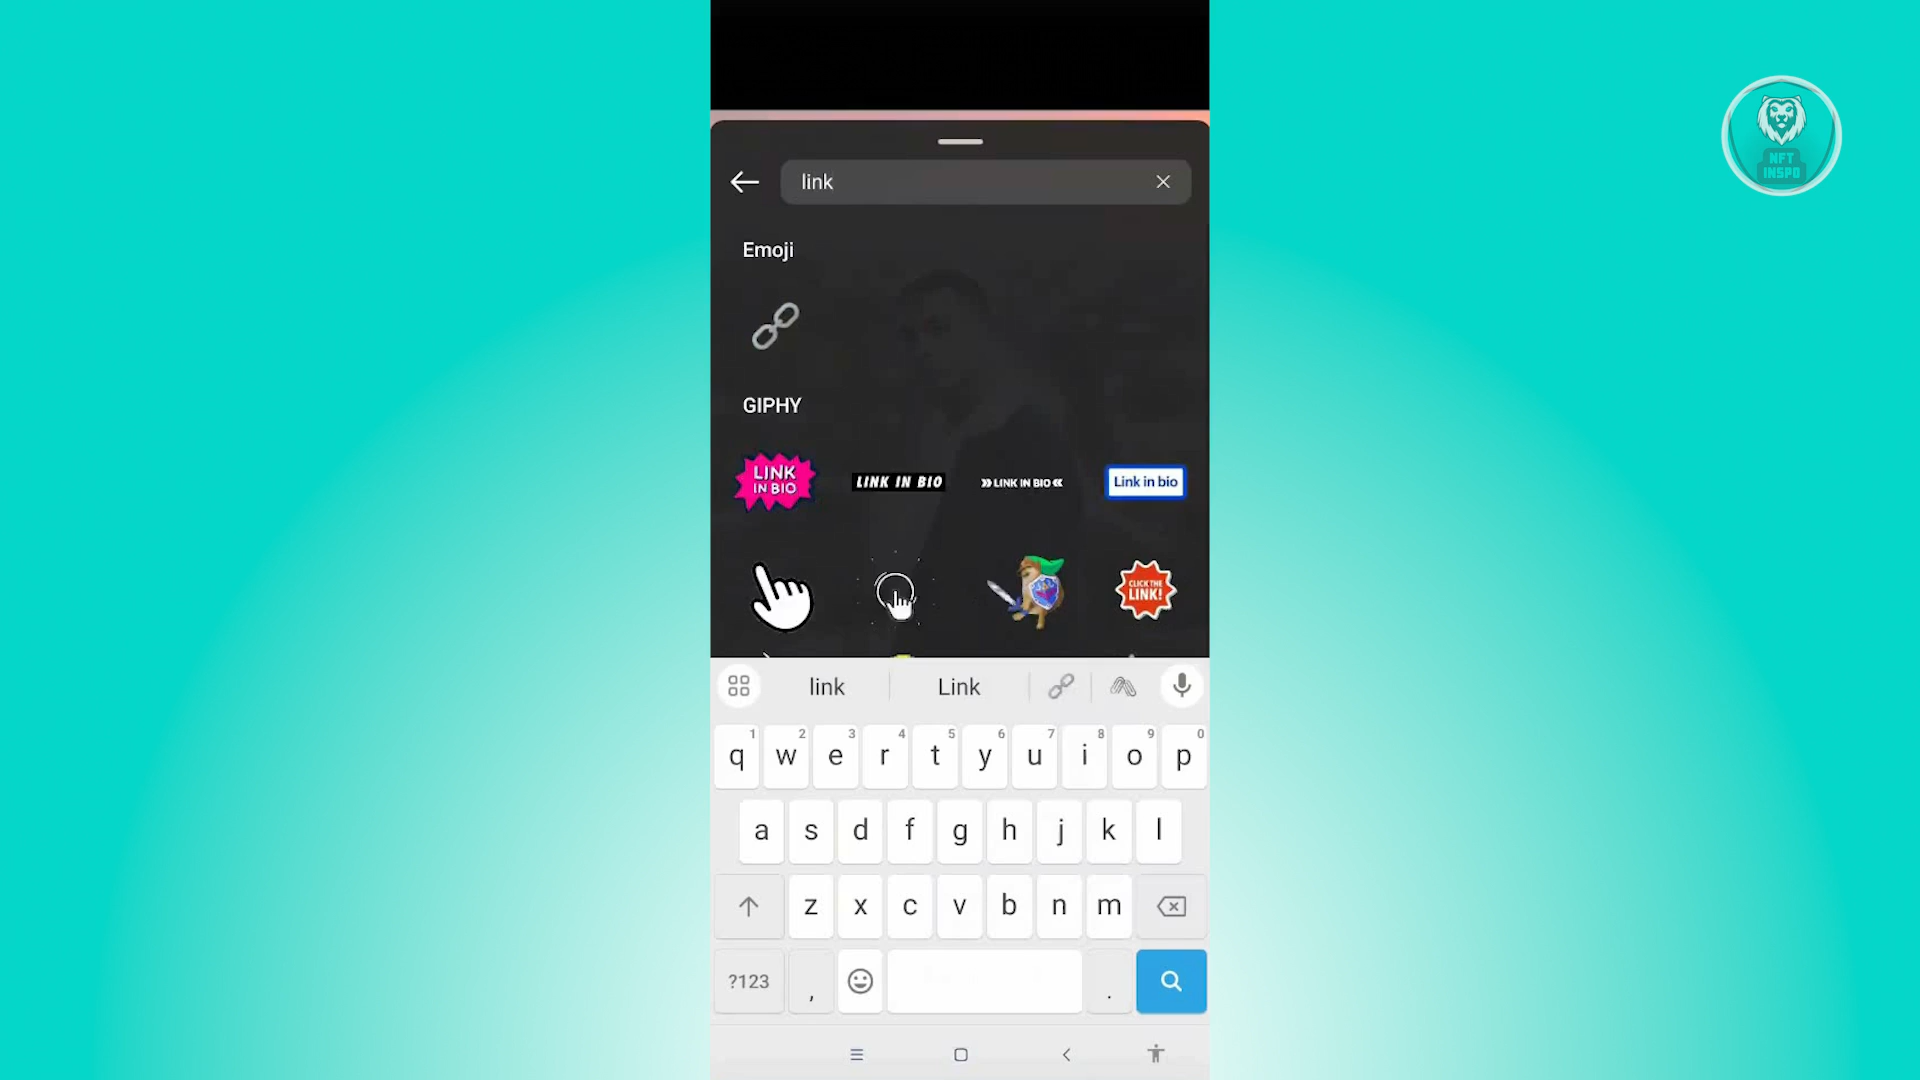 NFT
INSPO
link
Emoji
GIPHY
LINK
IN BIO
LINK IN BIO
»LINK IN BIO«
Link in bio
CLICK THE
LINK!
link
Link
1 2 3 4 5 6 7 8 9 0
q w e r t y u i o p
a s d f g h j k l
z x c v b n m
?123 , .